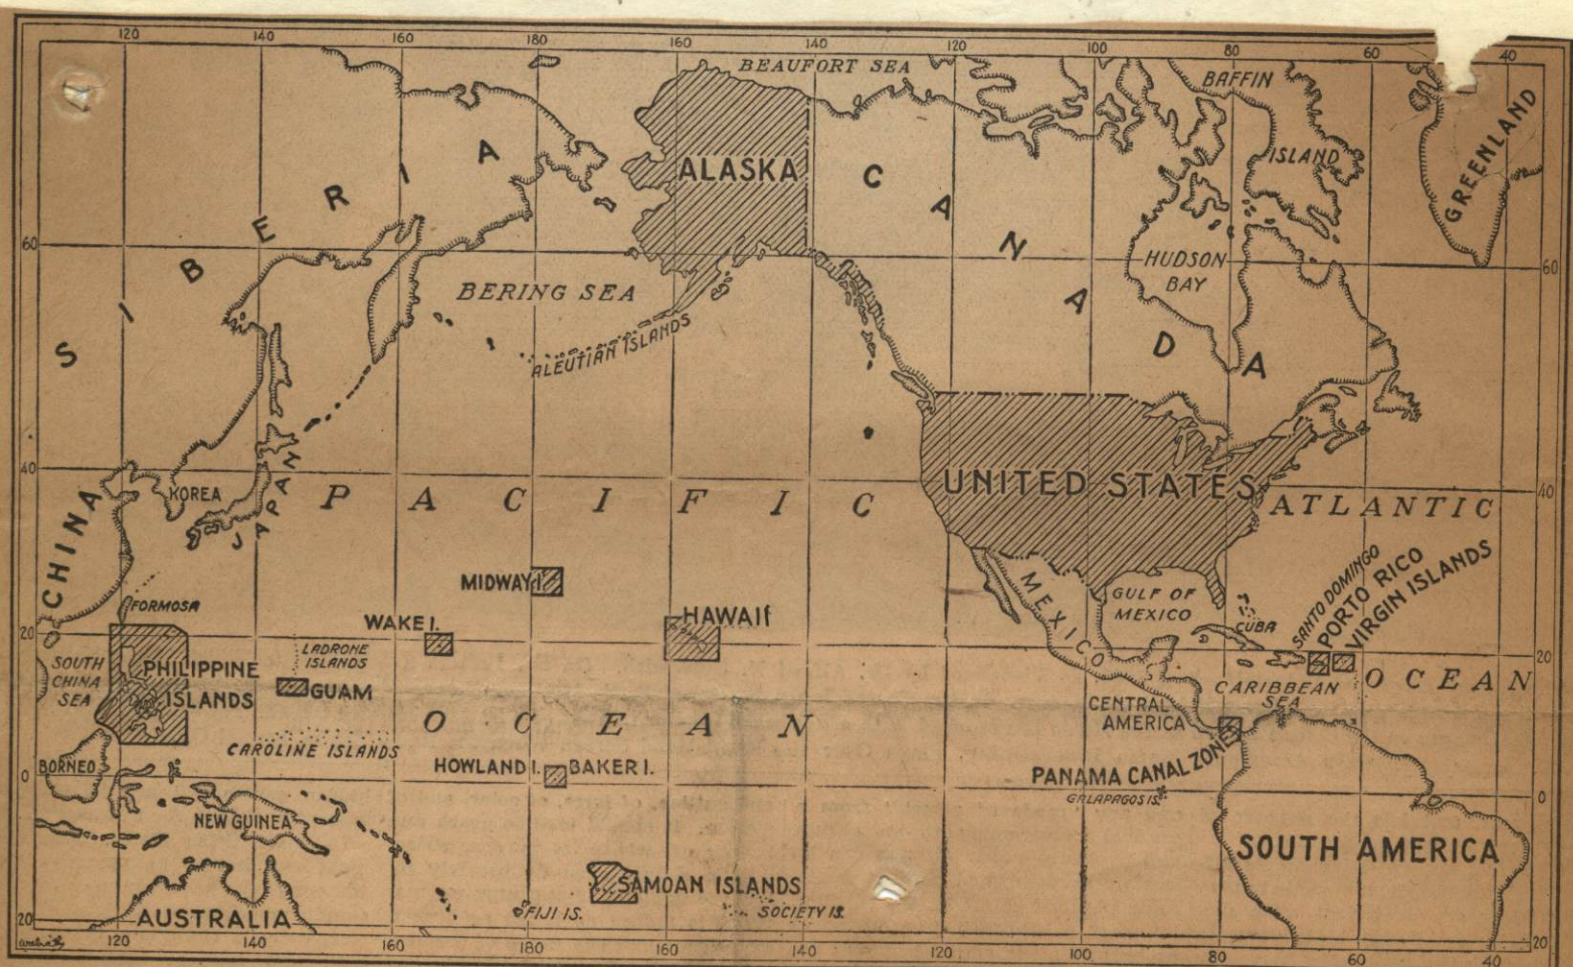 120 140 160 180 160 140 120 100 80 60 40
BEAUFORT SEA
BAFFIN
ISLAND
GREENLAND
SIBERIA
ALASKA
CANADA
60
60
HUDSON
BAY
BERING SEA
ALEUTIAN ISLANDS
40
40
CHINA
KOREA
JAPAN
PACIFIC
UNITED STATES
ATLANTIC
MIDWAY I.
FORMOSA
WAKE I.
HAWAII
MEXICO
GULF OF
MEXICO
CUBA
SANTO DOMINGO
PORTO RICO
VIRGIN ISLANDS
20
20
SOUTH
CHINA
SEA
PHILIPPINE
ISLANDS
LADRONE
ISLANDS
GUAM
OCEAN
CARIBBEAN
SEA
CENTRAL
AMERICA
OCEAN
CAROLINE ISLANDS
BORNEO
HOWLAND I.
BAKER I.
PANAMA CANAL ZONE
GALAPAGOS IS.
0
0
NEW GUINEA
SOUTH AMERICA
SAMOAN ISLANDS
FIJI IS.
SOCIETY IS.
AUSTRALIA
20
20
120 140 160 180 160 140 120 100 80 60 40